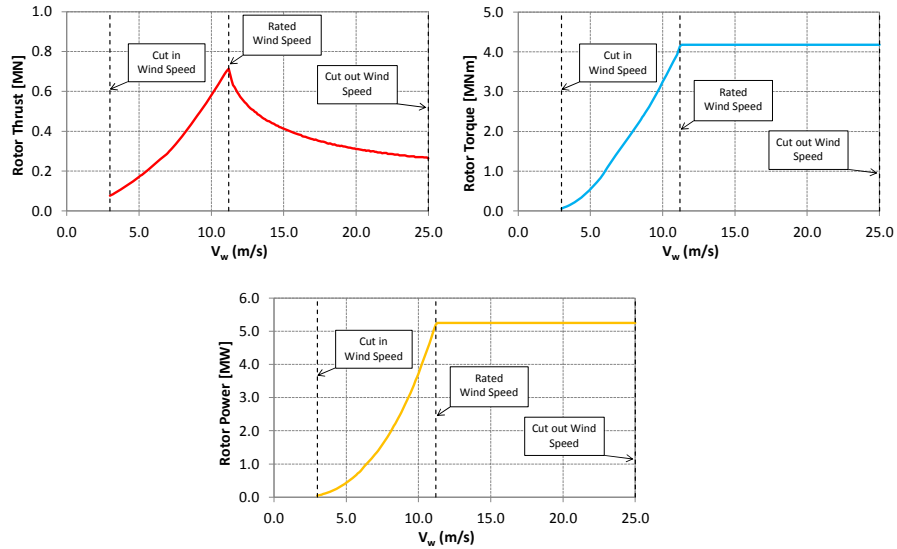 Rotor Thrust [MN]
1.0
0.8
0.6
0.4
0.2
0.0
Cut in
Wind Speed
Rated
Wind Speed
Cut out Wind
Speed
0.0 5.0 10.0 15.0 20.0 25.0
V_w (m/s)
Rotor Torque [MNm]
5.0
4.0
3.0
2.0
1.0
0.0
Cut in
Wind Speed
Rated
Wind Speed
Cut out Wind
Speed
0.0 5.0 10.0 15.0 20.0 25.0
V_w (m/s)
Rotor Power [MW]
6.0
5.0
4.0
3.0
2.0
1.0
0.0
Cut in
Wind Speed
Rated
Wind Speed
Cut out Wind
Speed
0.0 5.0 10.0 15.0 20.0 25.0
V_w (m/s)